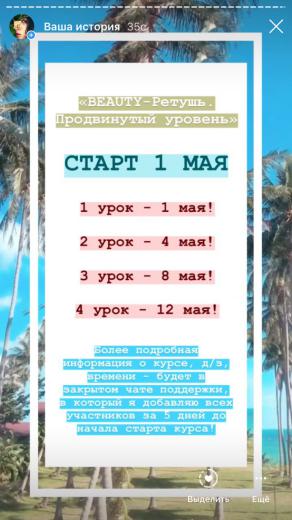 Ваша история 35с
«BEAUTY-Ретушь.
Продвинутый уровень»
СТАРТ 1 МАЯ
1 урок - 1 мая!
2 урок - 4 мая!
3 урок - 8 мая!
4 урок - 12 мая!
Более подробная
информация о курсе, д/з,
времени - будет в
закрытом чате поддержки,
в который я добавляю всех
участников за 5 дней до
начала старта курса!
Выделить Ещё